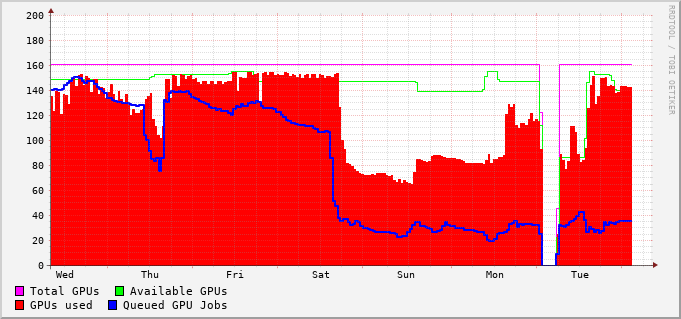 200
180
160
140
120
100
80
60
40
20
0
Wed Thu Fri Sat Sun Mon Tue
Total GPUs Available GPUs
GPUs used Queued GPU Jobs
RRDTOOL / TOBI OETIKER